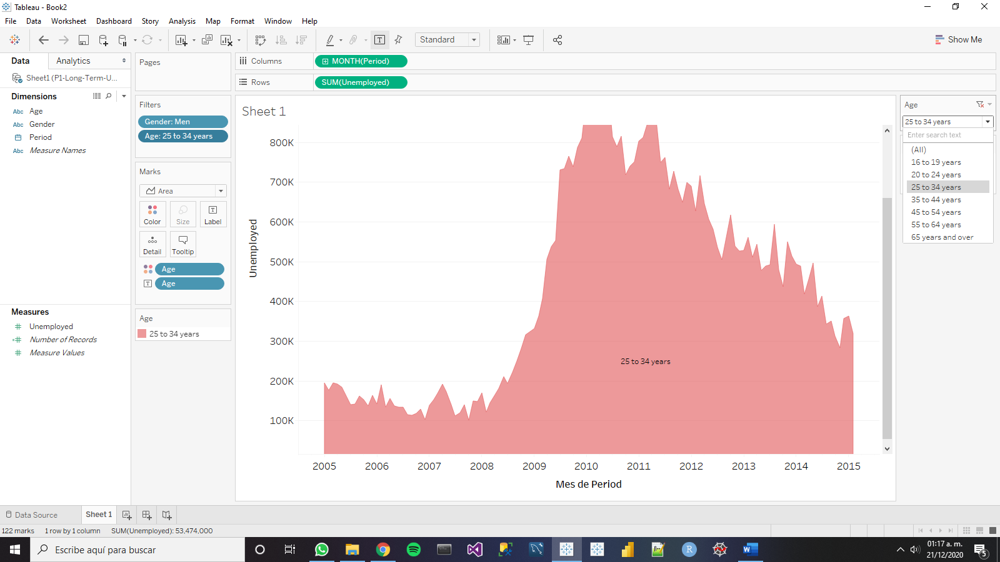 Tableau - Book2
File Data Worksheet Dashboard Story Analysis Map Format Window Help
Standard
Show Me
Data Analytics
Sheet1 (P1-Long-Term-U...
Dimensions
Abc Age
Abc Gender
Period
Abc Measure Names
Measures
Unemployed
Number of Records
Measure Values
Pages
Filters
Gender: Men
Age: 25 to 34 years
Marks
Area
Color Size Label
Detail Tooltip
Age
Age
Age
25 to 34 years
Columns MONTH(Period)
Rows SUM(Unemployed)
Sheet 1
800K
700K
600K
500K
400K
300K
200K
100K
Unemployed
25 to 34 years
2005 2006 2007 2008 2009 2010 2011 2012 2013 2014 2015
Mes de Period
Age
25 to 34 years
Enter search text
(All)
16 to 19 years
20 to 24 years
25 to 34 years
35 to 44 years
45 to 54 years
55 to 64 years
65 years and over
Data Source Sheet 1
122 marks 1 row by 1 column SUM(Unemployed): 53,474,000
Escribe aquí para buscar
01:17 a. m.
21/12/2020
5